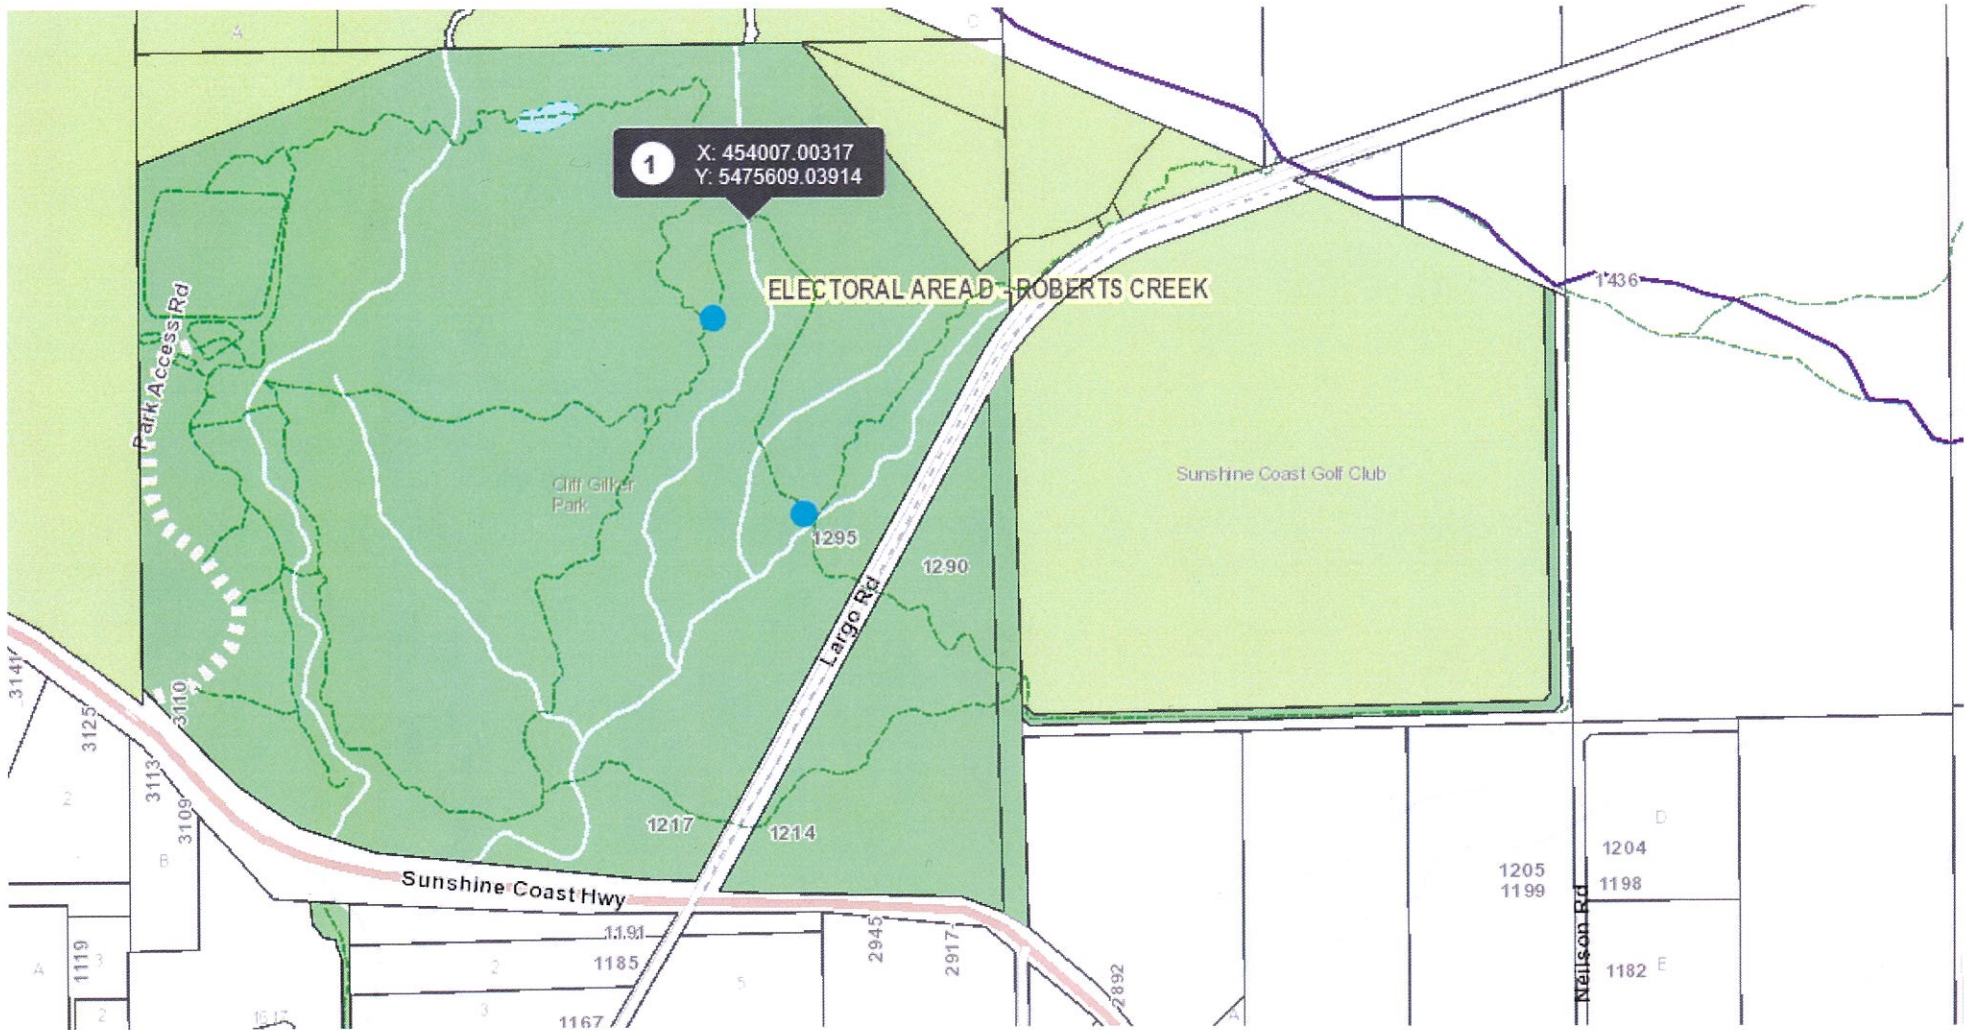 A
C
1
X: 454007.00317
Y: 5475609.03914
ELECTORAL AREA D - ROBERTS CREEK
1436
Park Access Rd
Cliff Gilker
Park
Sunshine Coast Golf Club
1295
1290
Largo Rd
3141
3125
3110
3113
3109
2
B
1217
1214
Sunshine Coast Hwy
D
1204
1205
1199
1198
Neilson Rd
1182
E
A
1119
3
2
1191
2
1185
3
1167
5
2945
2917
2892
A